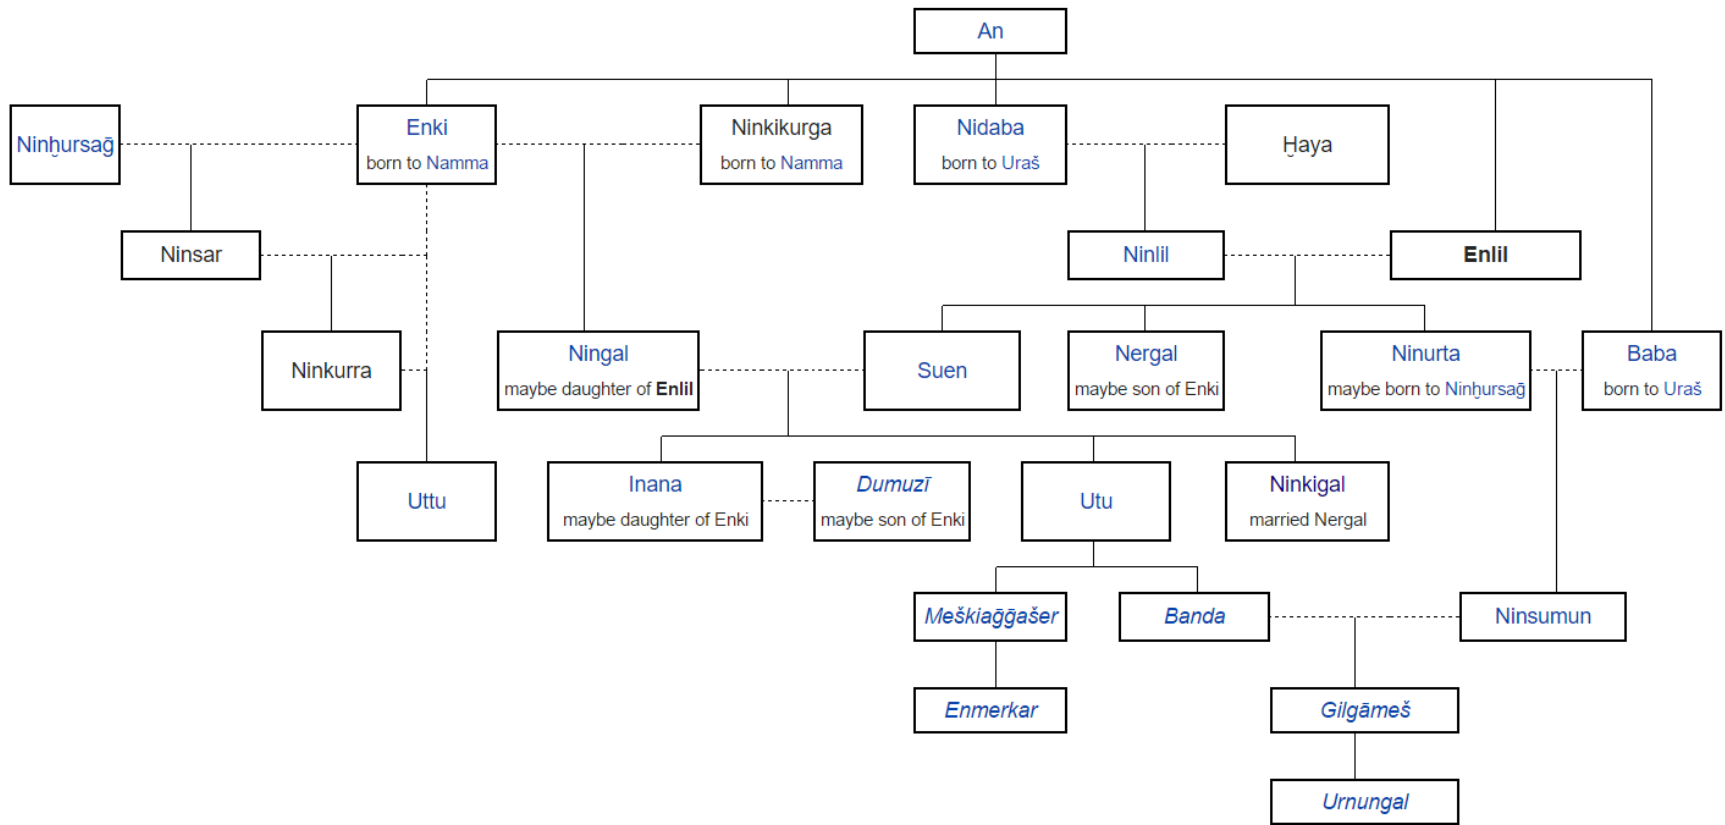 An
Ninḫursaḡ
Enki
born to Namma
Ninkikurga
born to Namma
Nidaba
born to Uraš
Ḫaya
Ninsar
Ninlil
Enlil
Ninkurra
Ningal
maybe daughter of Enlil
Suen
Nergal
maybe son of Enki
Ninurta
maybe born to Ninḫursaḡ
Baba
born to Uraš
Uttu
Inana
maybe daughter of Enki
Dumuzī
maybe son of Enki
Utu
Ninkigal
married Nergal
Meškiaḡḡašer
Banda
Ninsumun
Enmerkar
Gilgāmeš
Urnungal